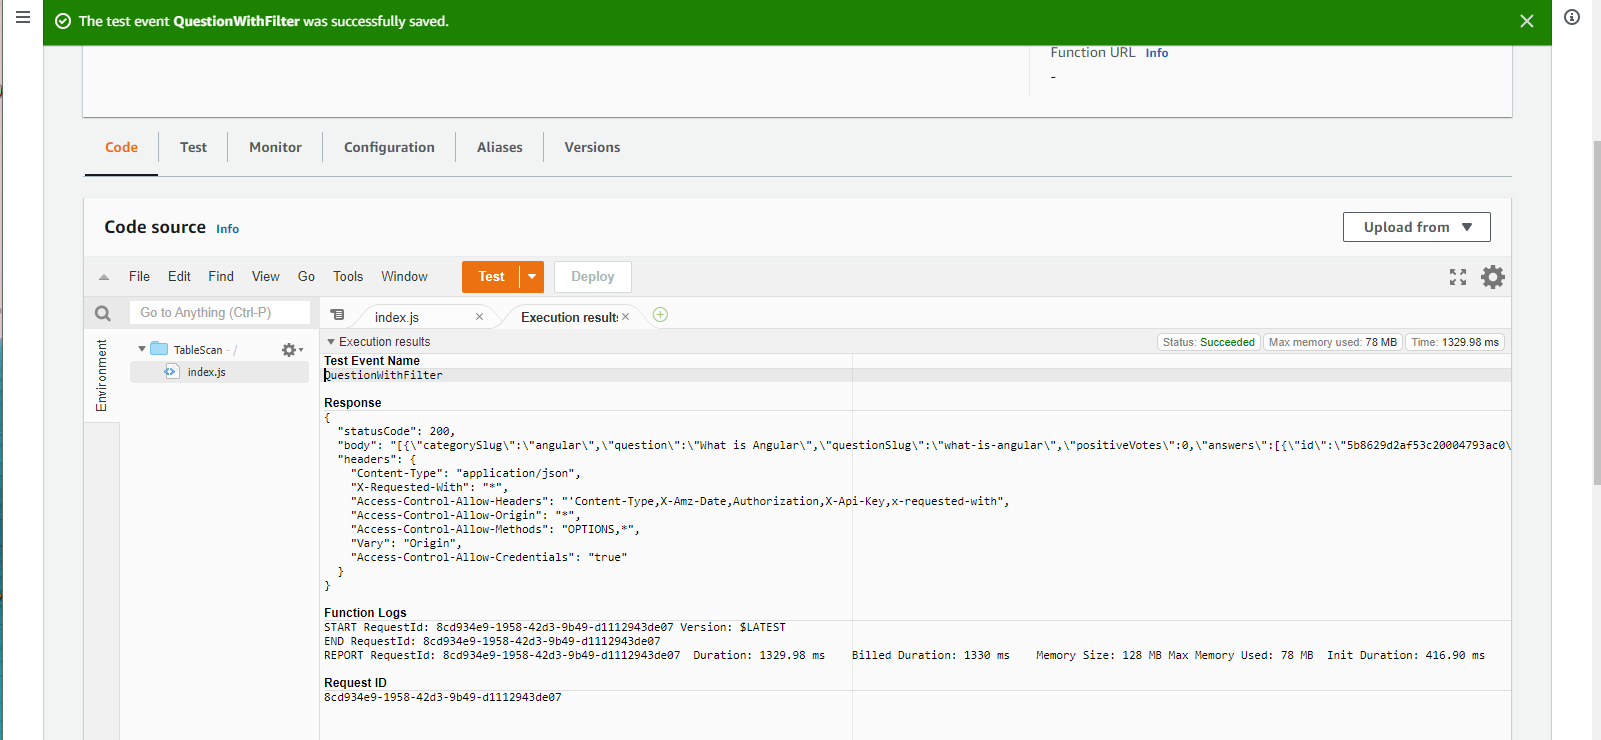 The test event QuestionWithFilter was successfully saved.
Function URL Info
-
Code Test Monitor Configuration Aliases Versions
Code source Info
Upload from
File Edit Find View Go Tools Window Test Deploy
Go to Anything (Ctrl-P)
index.js
Execution results
Environment
TableScan - /
index.js
Execution results
Status: Succeeded Max memory used: 78 MB Time: 1329.98 ms
Test Event Name
QuestionWithFilter
Response
{
"statusCode": 200,
"body": "[{\"categorySlug\":\"angular\",\"question\":\"What is Angular\",\"questionSlug\":\"what-is-angular\",\"positiveVotes\":0,\"answers\":[{\"id\":\"5b8629d2af53c20004793ac0\
"headers": {
"Content-Type": "application/json",
"X-Requested-With": "*",
"Access-Control-Allow-Headers": "'Content-Type,X-Amz-Date,Authorization,X-Api-Key,x-requested-with",
"Access-Control-Allow-Origin": "*",
"Access-Control-Allow-Methods": "OPTIONS,*",
"Vary": "Origin",
"Access-Control-Allow-Credentials": "true"
}
}
Function Logs
START RequestId: 8cd934e9-1958-42d3-9b49-d1112943de07 Version: $LATEST
END RequestId: 8cd934e9-1958-42d3-9b49-d1112943de07
REPORT RequestId: 8cd934e9-1958-42d3-9b49-d1112943de07 Duration: 1329.98 ms Billed Duration: 1330 ms Memory Size: 128 MB Max Memory Used: 78 MB Init Duration: 416.90 ms
Request ID
8cd934e9-1958-42d3-9b49-d1112943de07